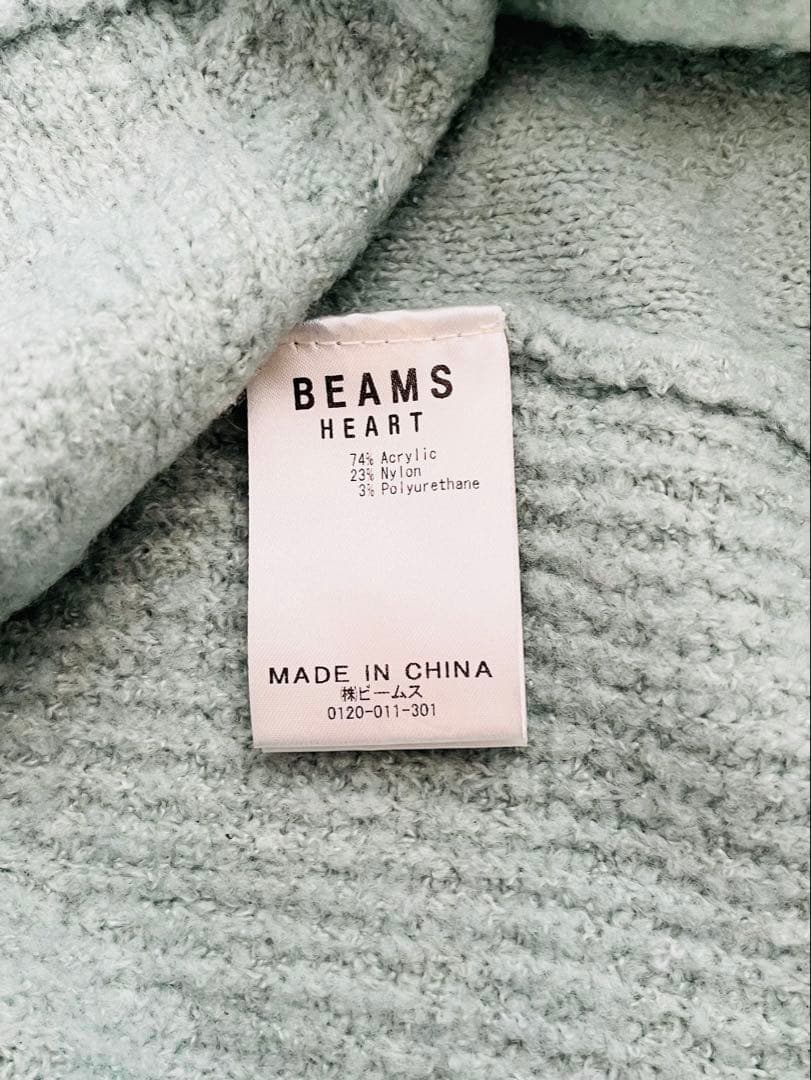 BEAMS
HEART
74% Acrylic
23% Nylon
3% Polyurethane
MADE IN CHINA
㈱ビームス
0120-011-301